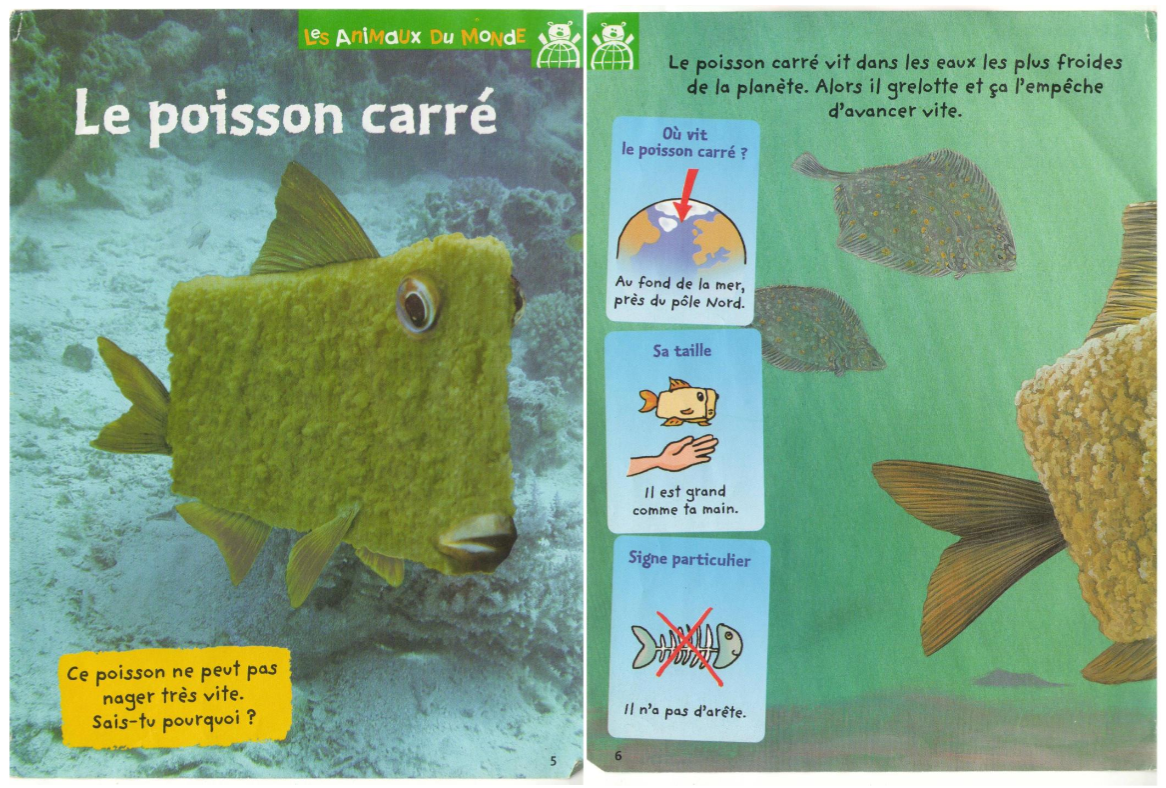 Les Animaux Du Monde
Le poisson carré
Ce poisson ne peut pas
nager très vite.
Sais-tu pourquoi ?
5
Le poisson carré vit dans les eaux les plus froides
de la planète. Alors il grelotte et ça l'empêche
d'avancer vite.
Où vit
le poisson carré ?
Au fond de la mer,
près du pôle Nord.
Sa taille
Il est grand
comme ta main.
Signe particulier
Il n'a pas d'arête.
6